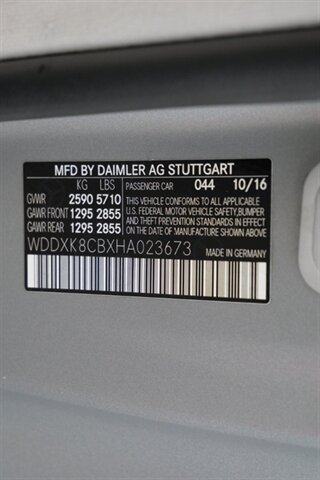 MFD BY DAIMLER AG STUTTGART
KG LBS
GVWR 2590 5710
GAWR FRONT 1295 2855
GAWR REAR 1295 2855
PASSENGER CAR 044 10/16
THIS VEHICLE CONFORMS TO ALL APPLICABLE
U.S. FEDERAL MOTOR VEHICLE SAFETY,BUMPER
AND THEFT PREVENTION STANDARDS IN EFFECT
ON THE DATE OF MANUFACTURE SHOWN ABOVE
WDDXK8CBXHA023673
MADE IN GERMANY